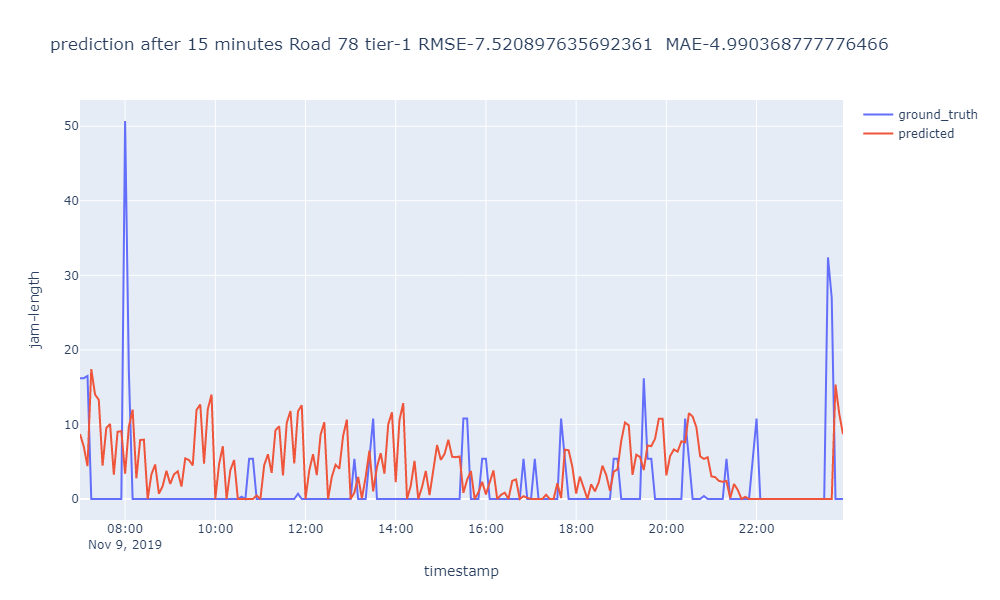 prediction after 15 minutes Road 78 tier-1 RMSE-7.520897635692361  MAE-4.990368777776466
ground_truth
predicted
50
40
30
20
10
0
jam-length
08:00 10:00 12:00 14:00 16:00 18:00 20:00 22:00
Nov 9, 2019
timestamp